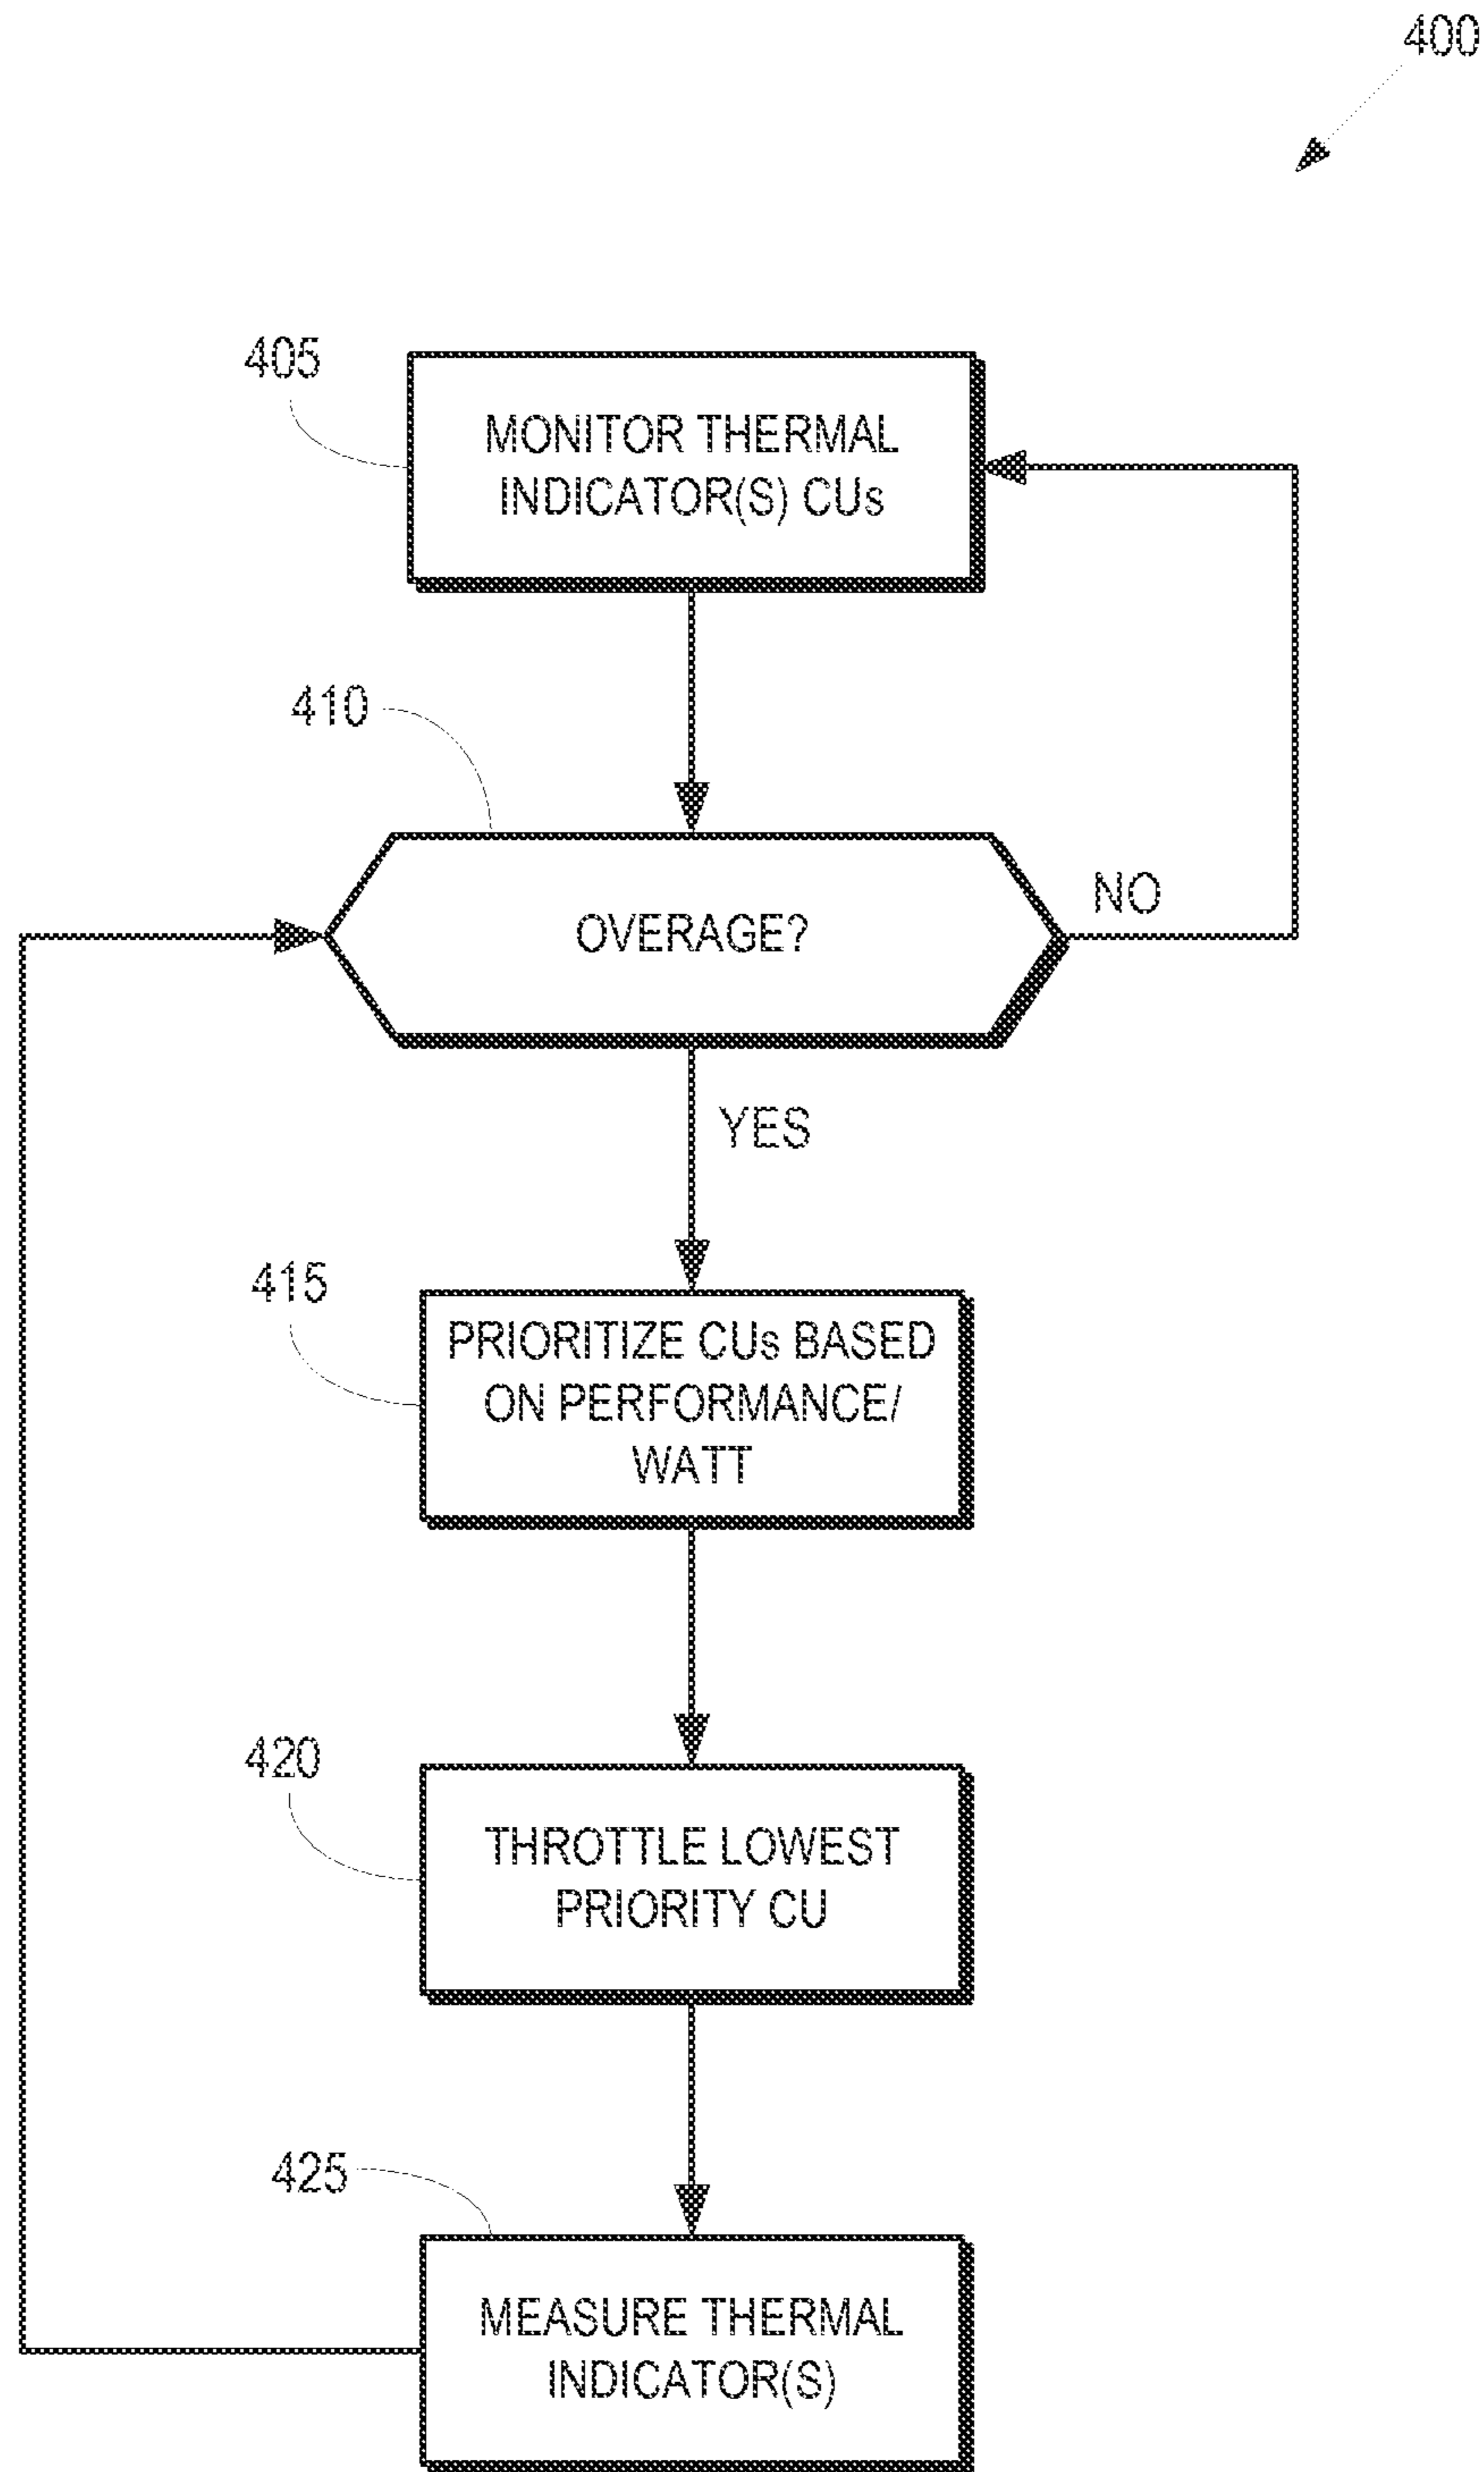 400
405
MONITOR THERMAL
INDICATOR(S) CUs
410
OVERAGE?
NO
YES
415
PRIORITIZE CUs BASED
ON PERFORMANCE/
WATT
420
THROTTLE LOWEST
PRIORITY CU
425
MEASURE THERMAL
INDICATOR(S)